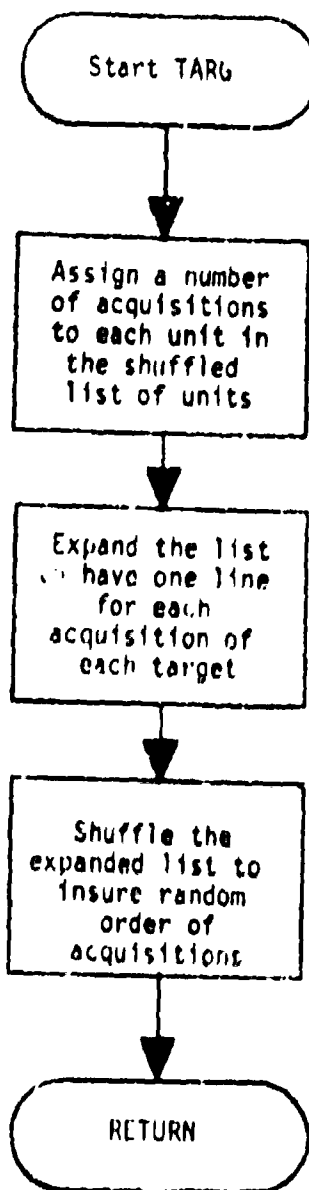 Start TARG
Assign a number
of acquisitions
to each unit in
the shuffled
list of units
Expand the list
have one line
for each
acquisition of
each target
Shuffle the
expanded list to
insure random
order of
acquisitions
RETURN